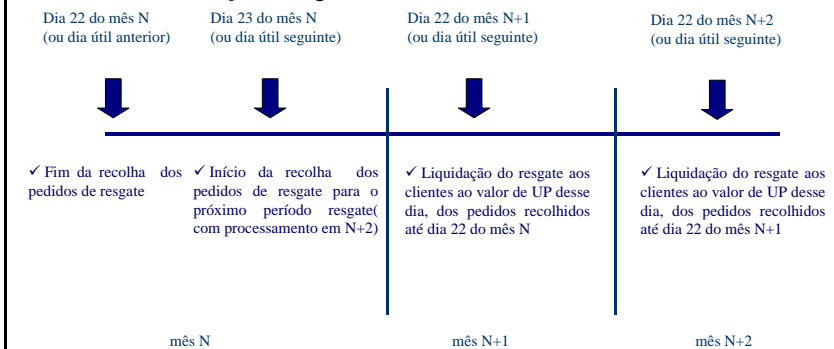 Dia 22 do mês N
(ou dia útil anterior)
Dia 23 do mês N
(ou dia útil seguinte)
Dia 22 do mês N+1
(ou dia útil seguinte)
Dia 22 do mês N+2
(ou dia útil seguinte)
✓ Fim da recolha dos
pedidos de resgate
✓ Início da recolha dos
pedidos de resgate para o
próximo período resgate(
com processamento em N+2)
✓ Liquidação do resgate aos
clientes ao valor de UP desse
dia, dos pedidos recolhidos
até dia 22 do mês N
✓ Liquidação do resgate aos
clientes ao valor de UP desse
dia, dos pedidos recolhidos
até dia 22 do mês N+1
mês N
mês N+1
mês N+2